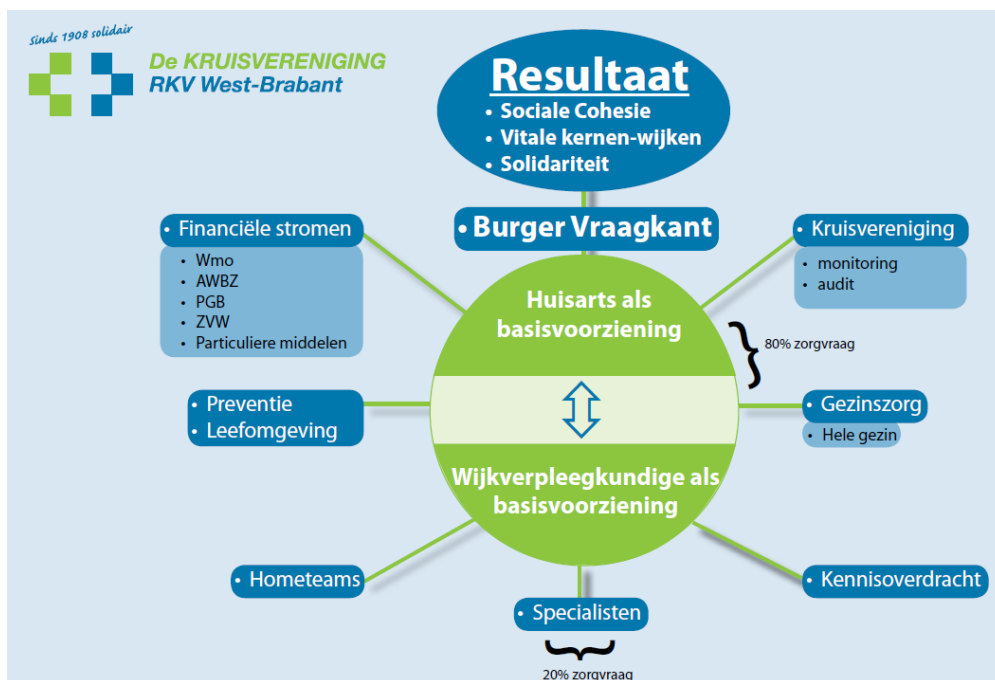 sinds 1908 solidair
De KRUISVERENIGING
RKV West-Brabant
Resultaat
• Sociale Cohesie
• Vitale kernen-wijken
• Solidariteit
• Burger Vraagkant
• Financiële stromen
• Wmo
• AWBZ
• PGB
• ZVW
• Particuliere middelen
• Kruisvereniging
• monitoring
• audit
Huisarts als
basisvoorziening
80% zorgvraag
• Preventie
• Leefomgeving
• Gezinszorg
• Hele gezin
Wijkverpleegkundige als
basisvoorziening
• Hometeams
• Specialisten
• Kennisoverdracht
20% zorgvraag